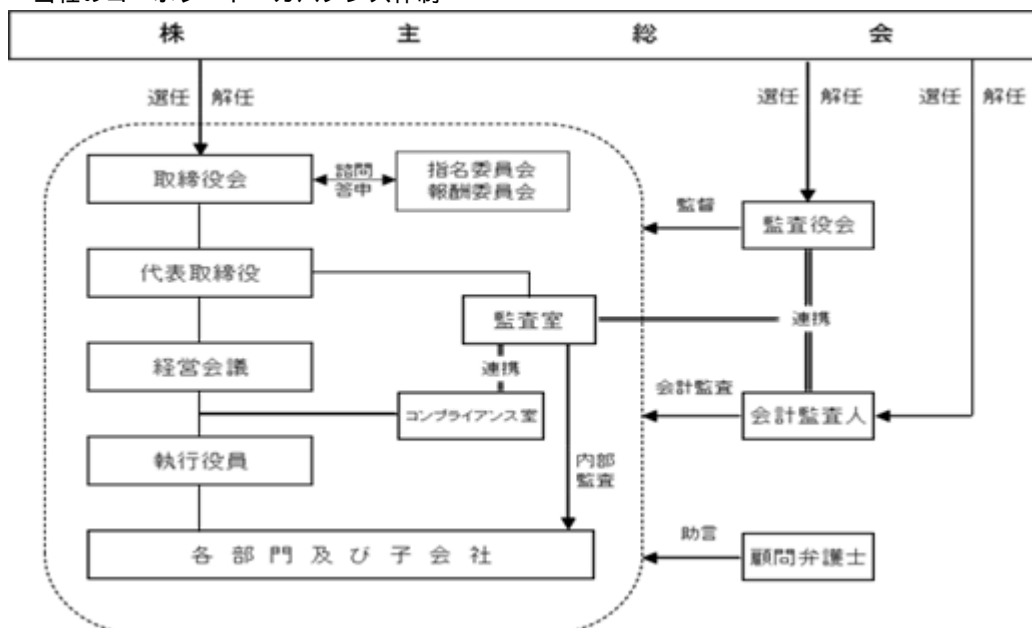 株主総会
選任 解任
選任 解任
選任 解任
取締役会
諮問
答申
指名委員会
報酬委員会
監督
監査役会
代表取締役
監査室
連携
経営会議
連携
会計監査
コンプライアンス室
会計監査人
執行役員
内部
監査
助言
各部門及び子会社
顧問弁護士